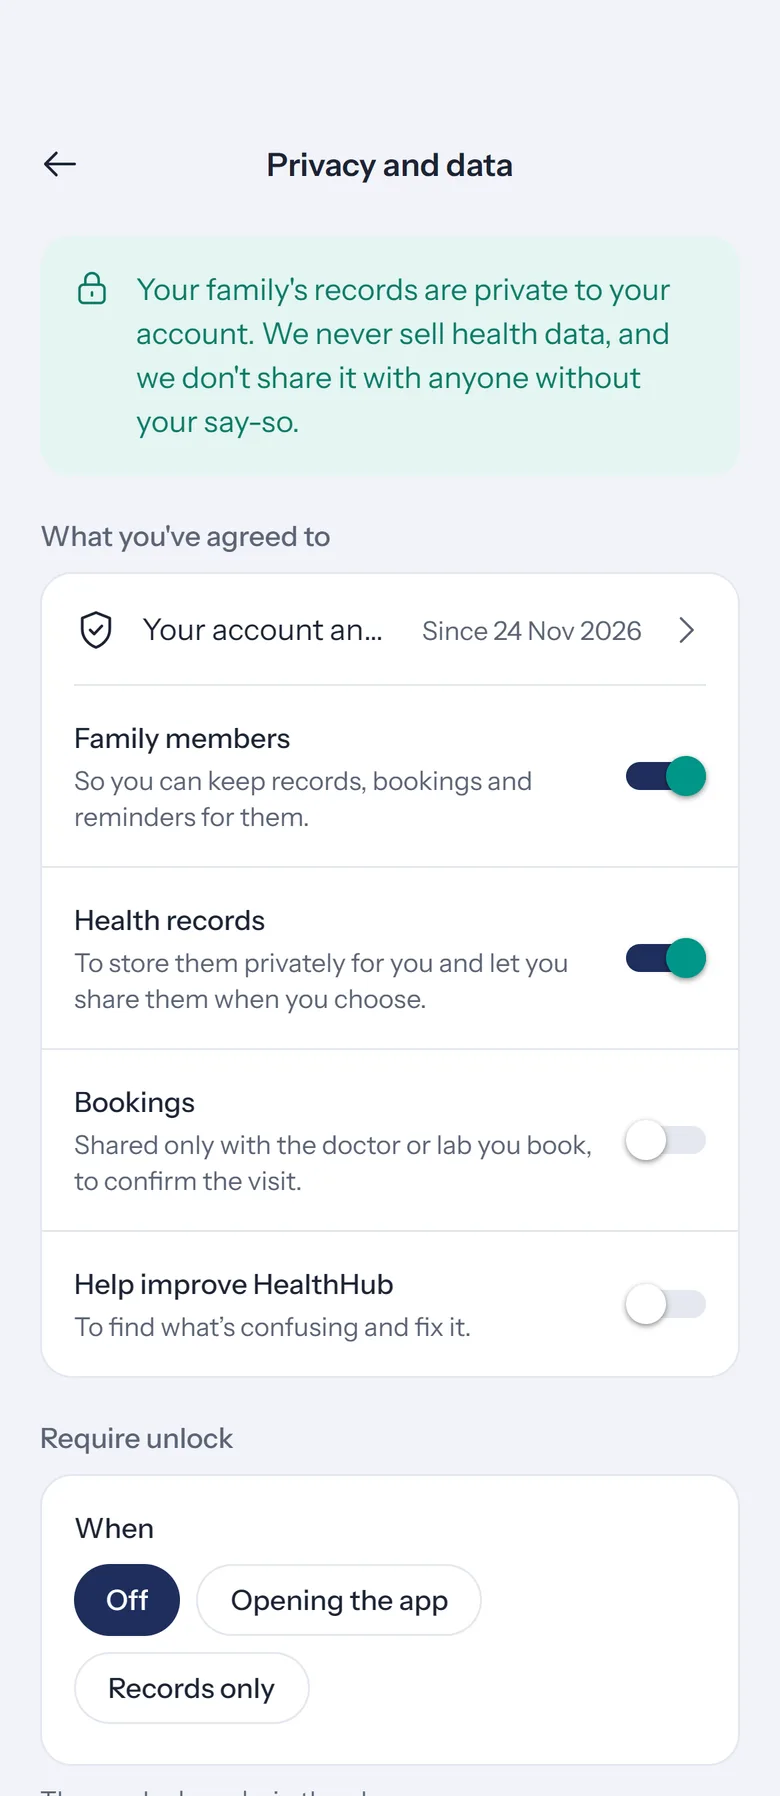 Privacy and data
Your family's records are private to your
account. We never sell health data, and
we don't share it with anyone without
your say-so.
What you've agreed to
Your account an...
Since 24 Nov 2026
Family members
So you can keep records, bookings and
reminders for them.
Health records
To store them privately for you and let you
share them when you choose.
Bookings
Shared only with the doctor or lab you book,
to confirm the visit.
Help improve HealthHub
To find what’s confusing and fix it.
Require unlock
When
Off
Opening the app
Records only